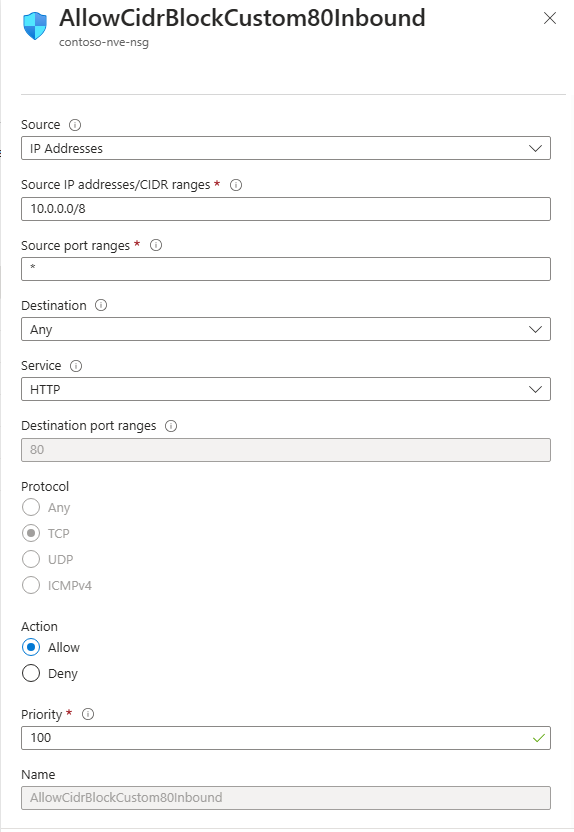 AllowCidrBlockCustom80Inbound
contoso-nve-nsg
Source
IP Addresses
Source IP addresses/CIDR ranges *
10.0.0.0/8
Source port ranges *
*
Destination
Any
Service
HTTP
Destination port ranges
80
Protocol
Any
TCP
UDP
ICMPv4
Action
Allow
Deny
Priority *
100
Name
AllowCidrBlockCustom80Inbound